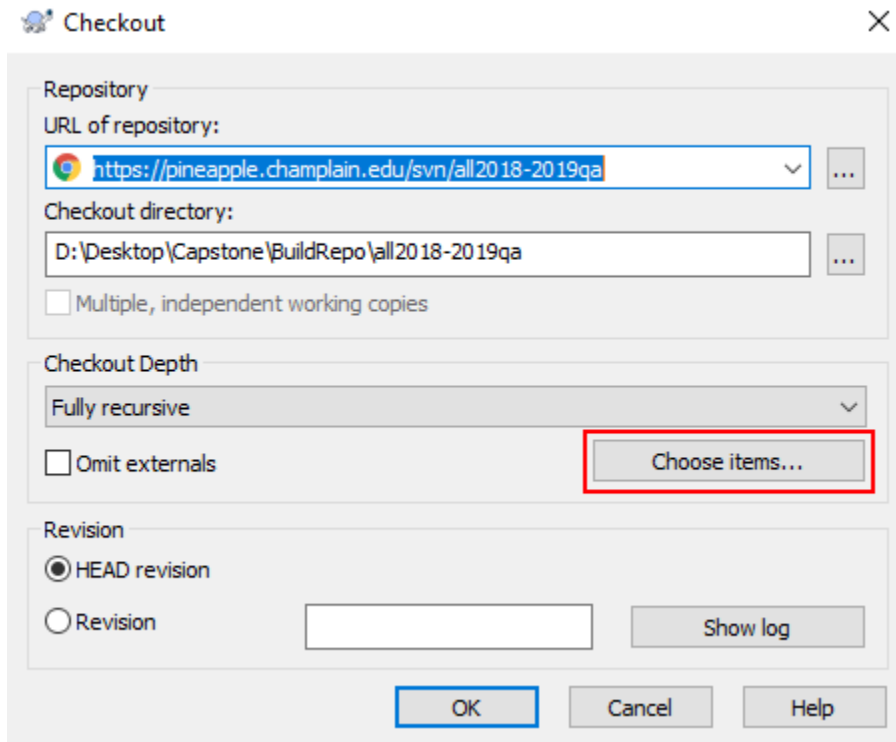 Checkout
Repository
URL of repository:
https://pineapple.champlain.edu/svn/all2018-2019qa
...
Checkout directory:
D:\Desktop\Capstone\BuildRepo\all2018-2019qa
...
Multiple, independent working copies
Checkout Depth
Fully recursive
Omit externals
Choose items...
Revision
HEAD revision
Revision
Show log
OK
Cancel
Help